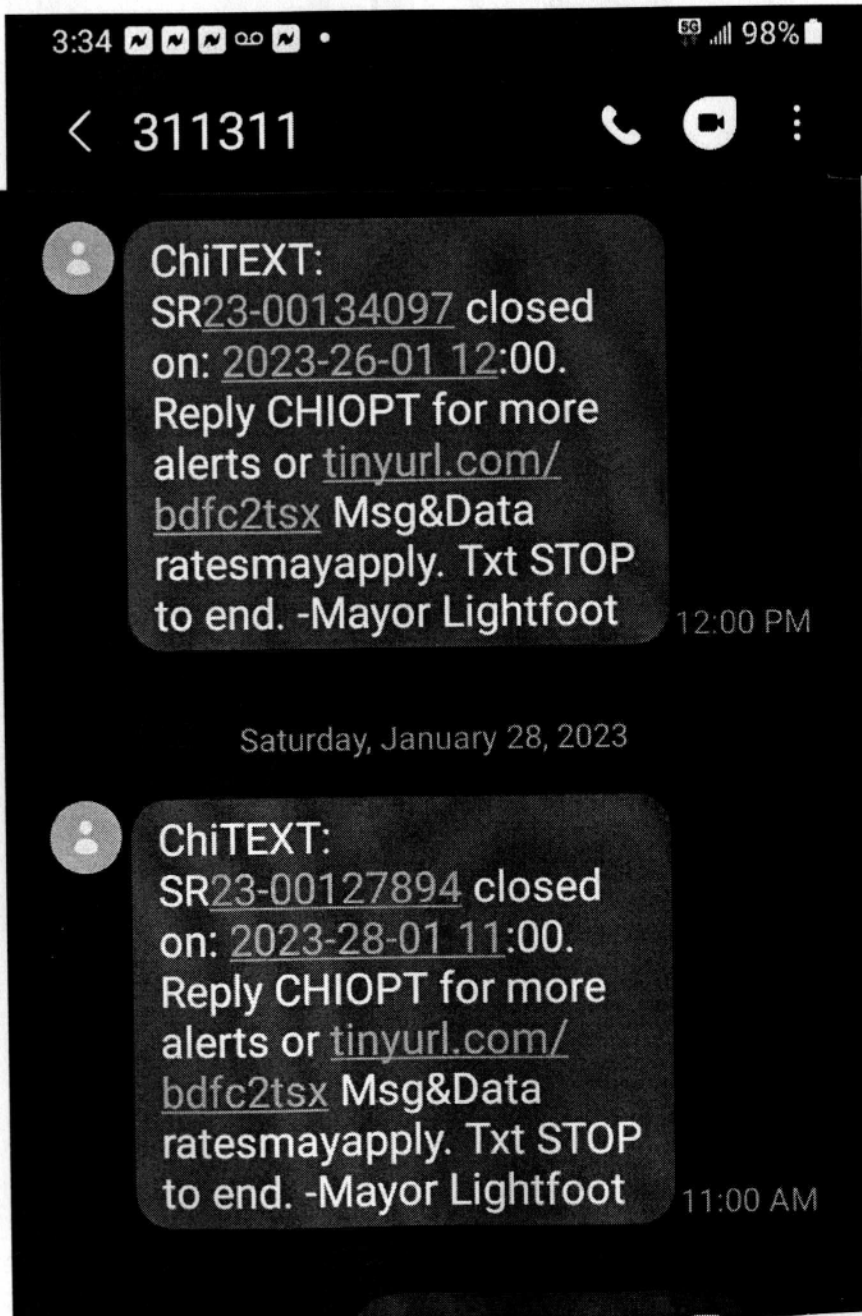 3:34 5G 98%
311311
ChiTEXT:
SR23-00134097 closed
on: 2023-26-01 12:00.
Reply CHIOPT for more
alerts or tinyurl.com/
bdfc2tsx Msg&Data
ratesmayapply. Txt STOP
to end. -Mayor Lightfoot
12:00 PM
Saturday, January 28, 2023
ChiTEXT:
SR23-00127894 closed
on: 2023-28-01 11:00.
Reply CHIOPT for more
alerts or tinyurl.com/
bdfc2tsx Msg&Data
ratesmayapply. Txt STOP
to end. -Mayor Lightfoot
11:00 AM